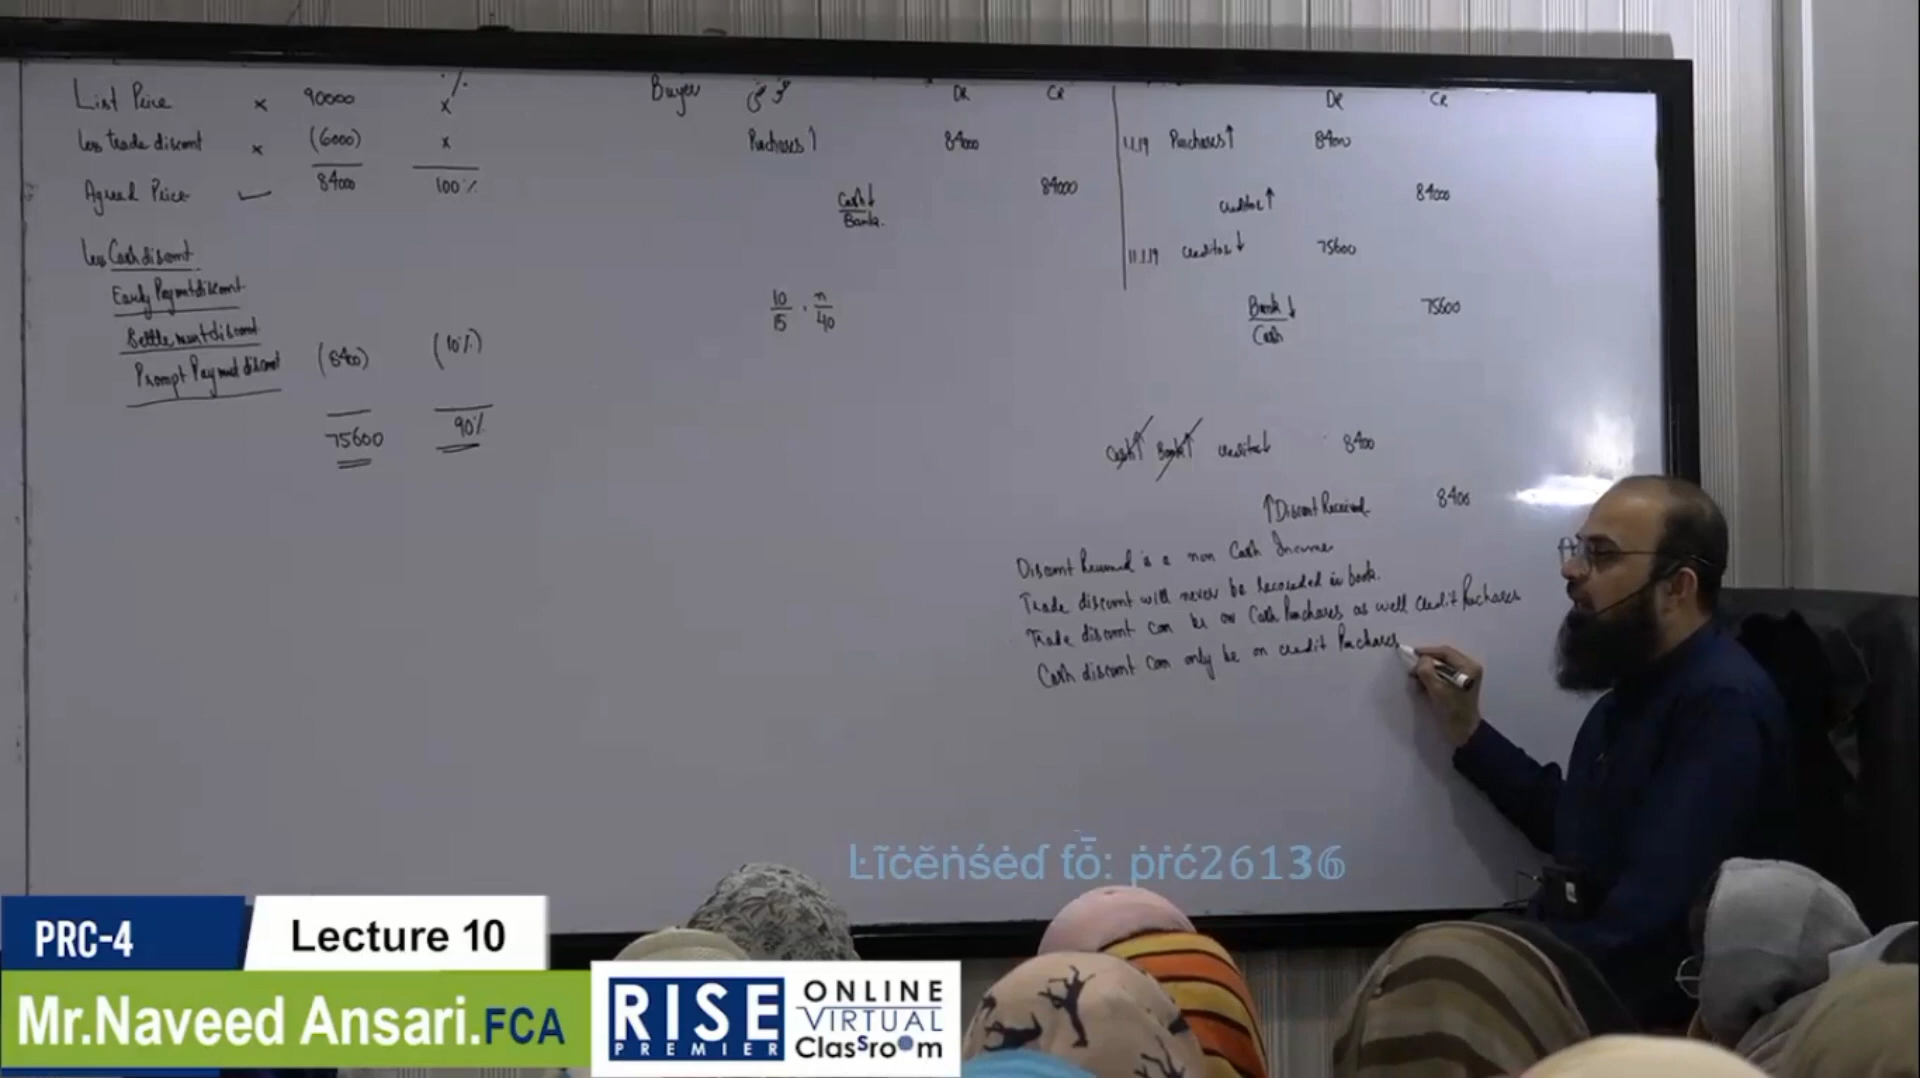 List Price x 90000 x %
less trade discount x (6000) x
84000 100%
Agreed Price
less Cash discount
Early Payment discount
Settlement discount
Prompt Payment discount (8400) (10%)
75600 90%
Buyer DR CR
Purchases ↑ 84000
Cash ↓ 84000
Bank
10/15 . n/40
DR CR
1.1.19 Purchases ↑ 84000
Creditor ↑ 84000
11.1.19 Creditor ↓ 75600
Bank ↓ 75600
Cash
Cash ↑ Bank ↑ Creditor ↓ 8400
↑ Discount Received 8400
Discount Received is a non Cash Income
Trade discount will never be recorded in book.
Trade discount can be on Cash Purchases as well Credit Purchases
Cash discount can only be on credit Purchases
Ŀĩċĕṅśėď ťō: ṗŕć26136
PRC-4 Lecture 10
Mr.Naveed Ansari.FCA
RISE
PREMIER
ONLINE
VIRTUAL
Classroom